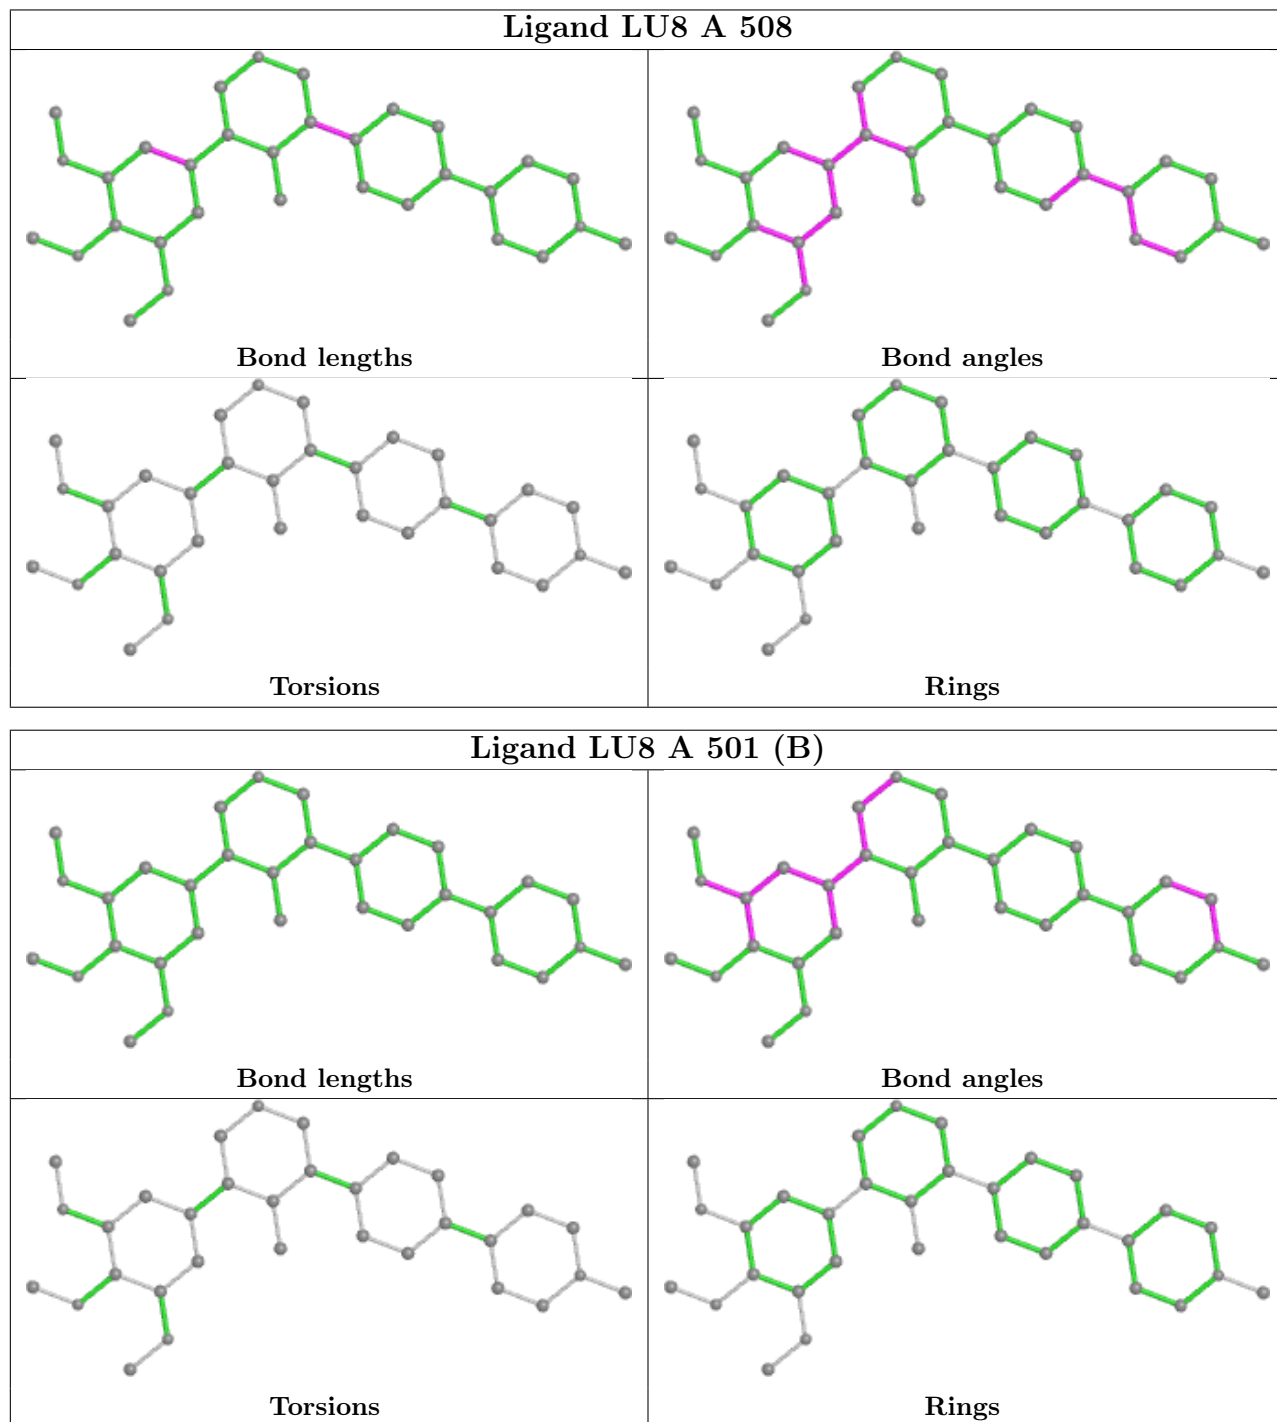 Ligand LU8 A 508
Bond lengths
Bond angles
Torsions
Rings
Ligand LU8 A 501 (B)
Bond lengths
Bond angles
Torsions
Rings